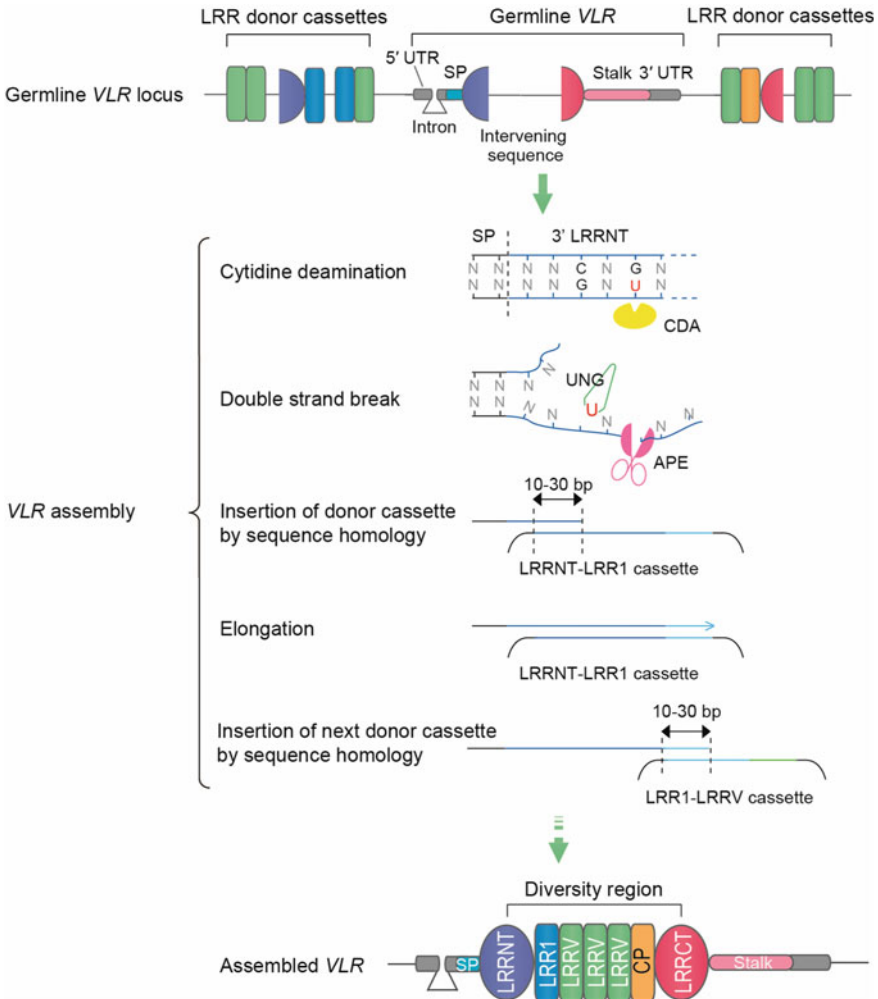 LRR donor cassettes
Germline VLR
LRR donor cassettes
5′ UTR
SP
Stalk 3′ UTR
Germline VLR locus
Intron
Intervening
sequence
SP
3′ LRRNT
Cytidine deamination
N N N N C N G N
N N N N G N U N
CDA
Double strand break
N
UNG
N N N
N N
N
N
U
N
N
N
APE
VLR assembly
10-30 bp
Insertion of donor cassette
by sequence homology
LRRNT-LRR1 cassette
Elongation
LRRNT-LRR1 cassette
10-30 bp
Insertion of next donor cassette
by sequence homology
LRR1-LRRV cassette
Diversity region
Assembled VLR
SP
LRRNT
LRR1
LRRV
LRRV
LRRV
CP
LRRCT
Stalk